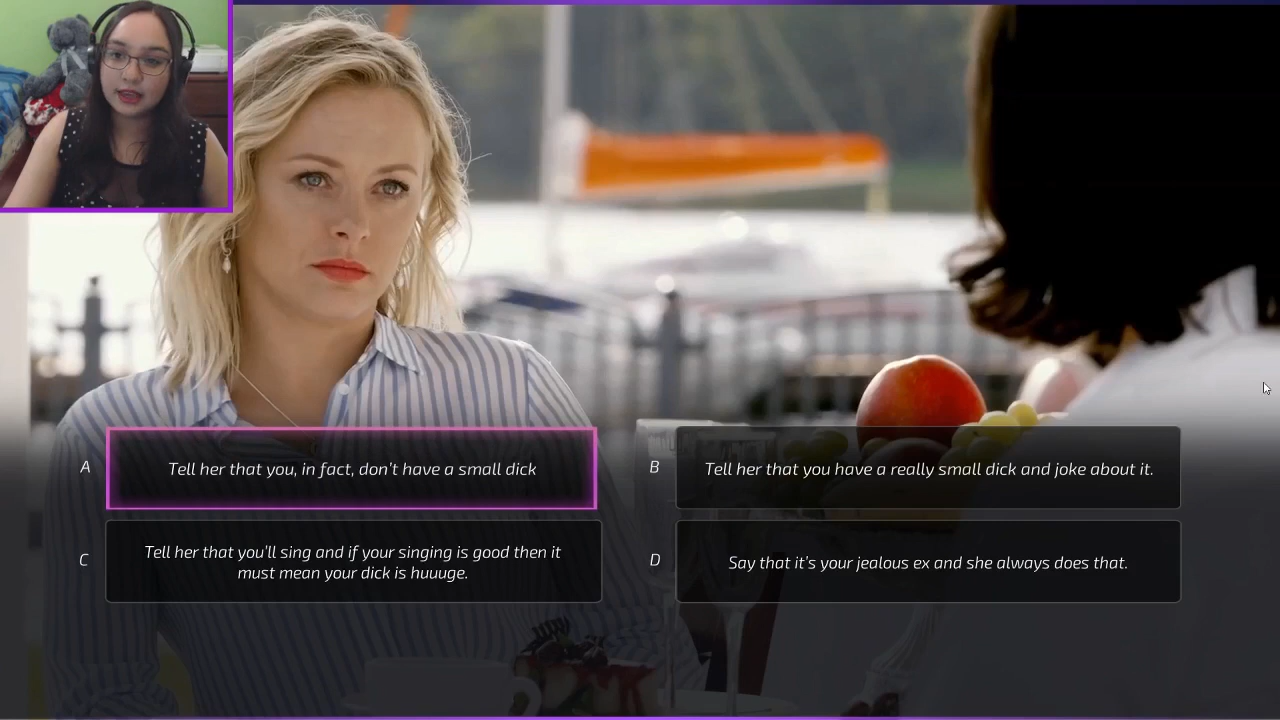 A
Tell her that you, in fact, don't have a small dick
B
Tell her that you have a really small dick and joke about it.
C
Tell her that you'll sing and if your singing is good then it
must mean your dick is huuuge.
D
Say that it's your jealous ex and she always does that.